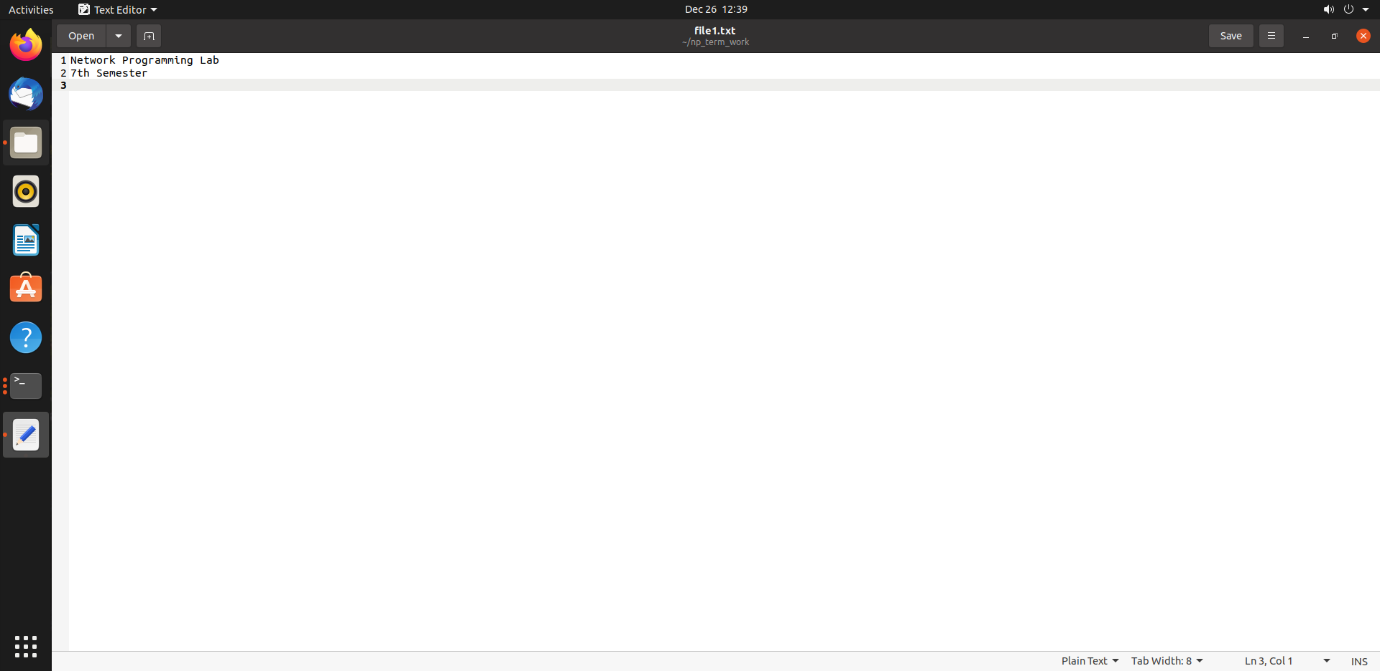 Activities Text Editor Dec 26 12:39
Open file1.txt Save
~/np_term_work
1 Network Programming Lab
2 7th Semester
3
>_
?
Plain Text Tab Width: 8 Ln 3, Col 1 INS